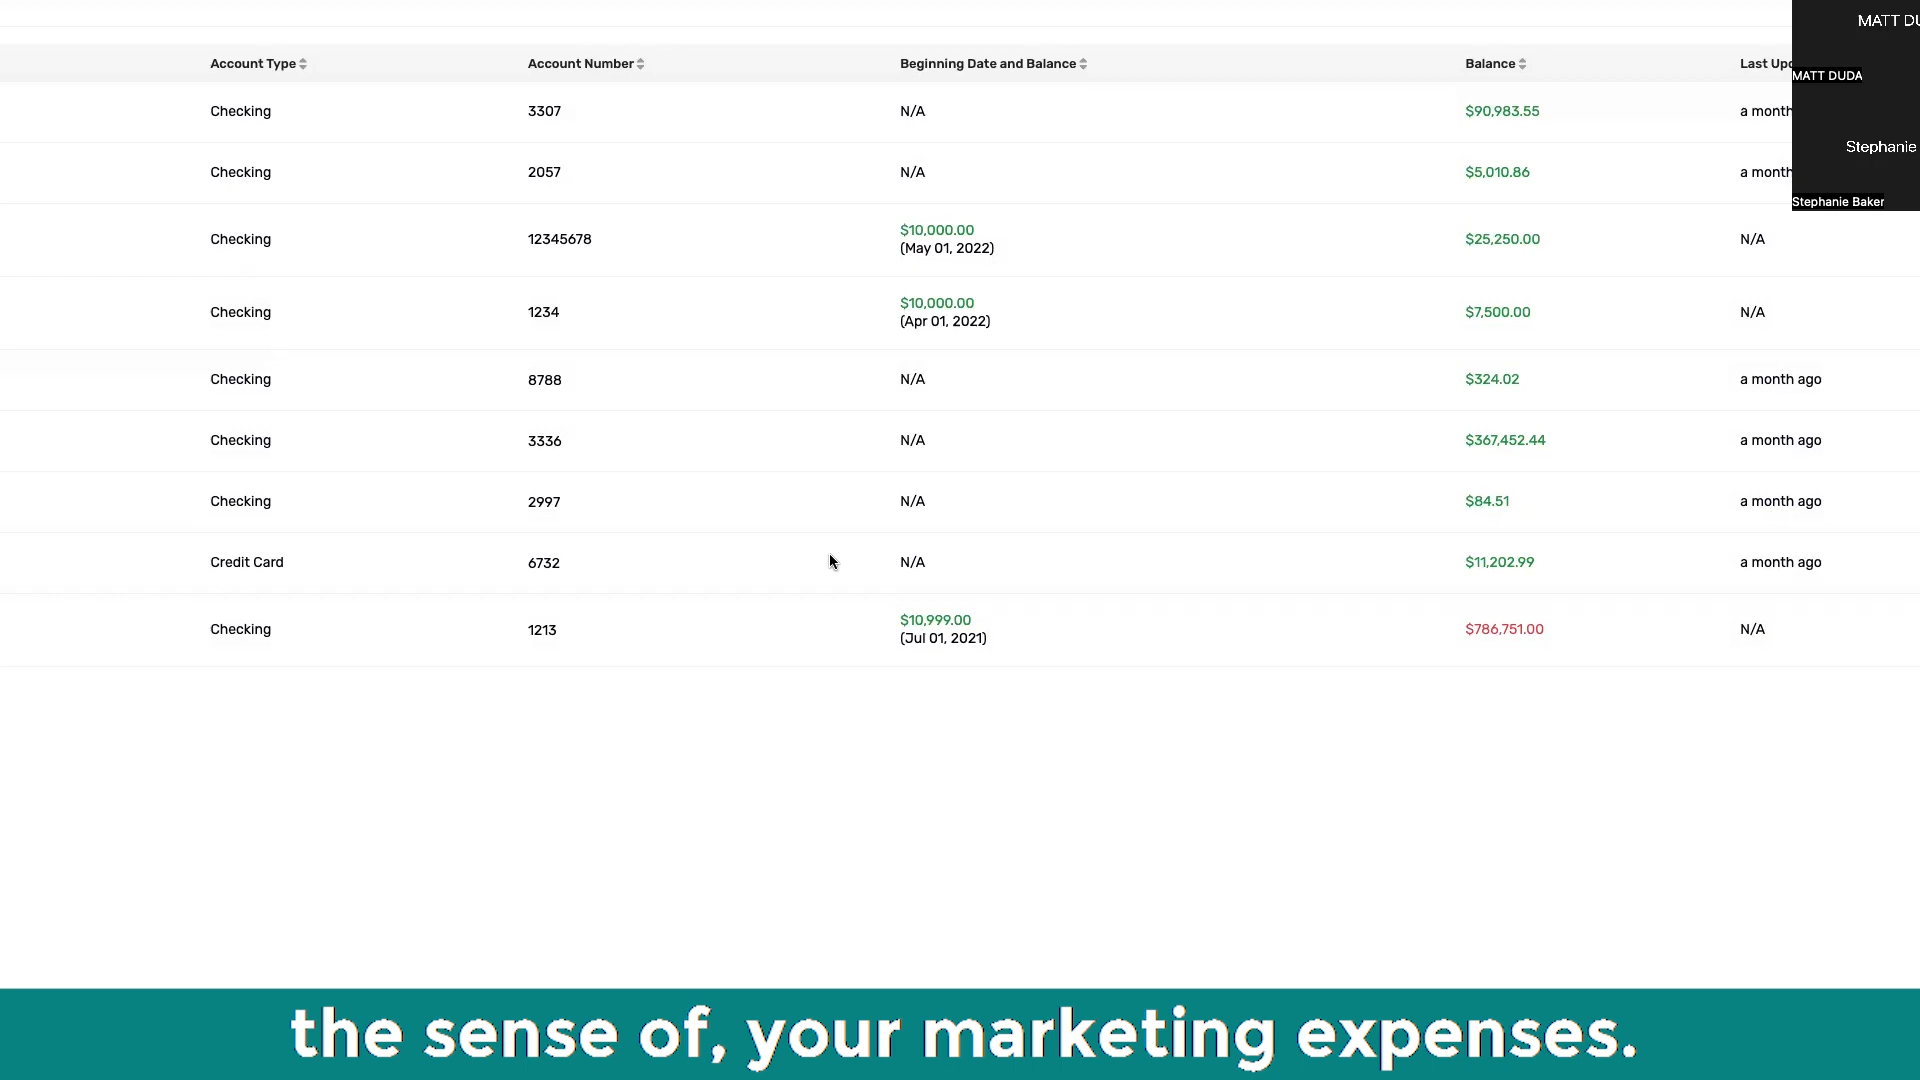 Account Type Account Number Beginning Date and Balance Balance Last Upd
Checking 3307 N/A $90,983.55 a month
Checking 2057 N/A $5,010.86 a month
Checking 12345678 $10,000.00 (May 01, 2022) $25,250.00 N/A
Checking 1234 $10,000.00 (Apr 01, 2022) $7,500.00 N/A
Checking 8788 N/A $324.02 a month ago
Checking 3336 N/A $367,452.44 a month ago
Checking 2997 N/A $84.51 a month ago
Credit Card 6732 N/A $11,202.99 a month ago
Checking 1213 $10,999.00 (Jul 01, 2021) $786,751.00 N/A
MATT DU
MATT DUDA
Stephanie
Stephanie Baker
the sense of, your marketing expenses.